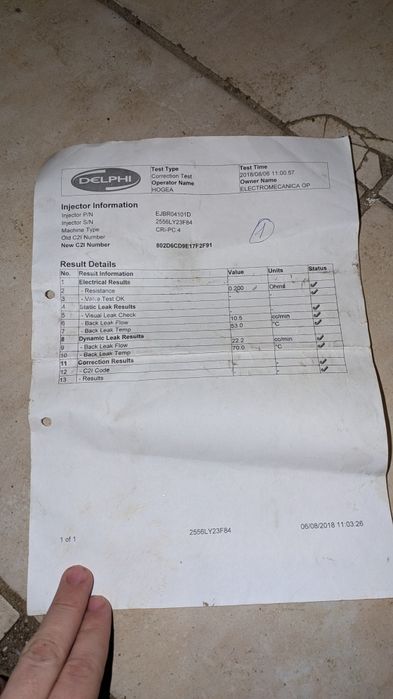 DELPHI
Test Type
Correction Test
Operator Name
HOGEA
Test Time
2018/08/06 11:00:57
Owner Name
ELECTROMECANICA OP
Injector Information
Injector P/N EJBR04101D
Injector S/N 2556LY23F84
Machine Type CRi-PC 4
Old C2I Number
New C2I Number 802D6CD9E17F2F91
1
Result Details
No. Result Information Value Units Status
1 Electrical Results
2 - Resistance 0.200 Ohms
3 - Valve Test OK - -
4 Static Leak Results
5 - Visual Leak Check - -
6 - Back Leak Flow 10.5 cc/min
7 - Back Leak Temp 53.0 °C
8 Dynamic Leak Results
9 - Back Leak Flow 22.2 cc/min
10 - Back Leak Temp 70.0 °C
11 Correction Results
12 - C2I Code - -
13 - Results - -
1 of 1
2556LY23F84
06/08/2018 11:03:26